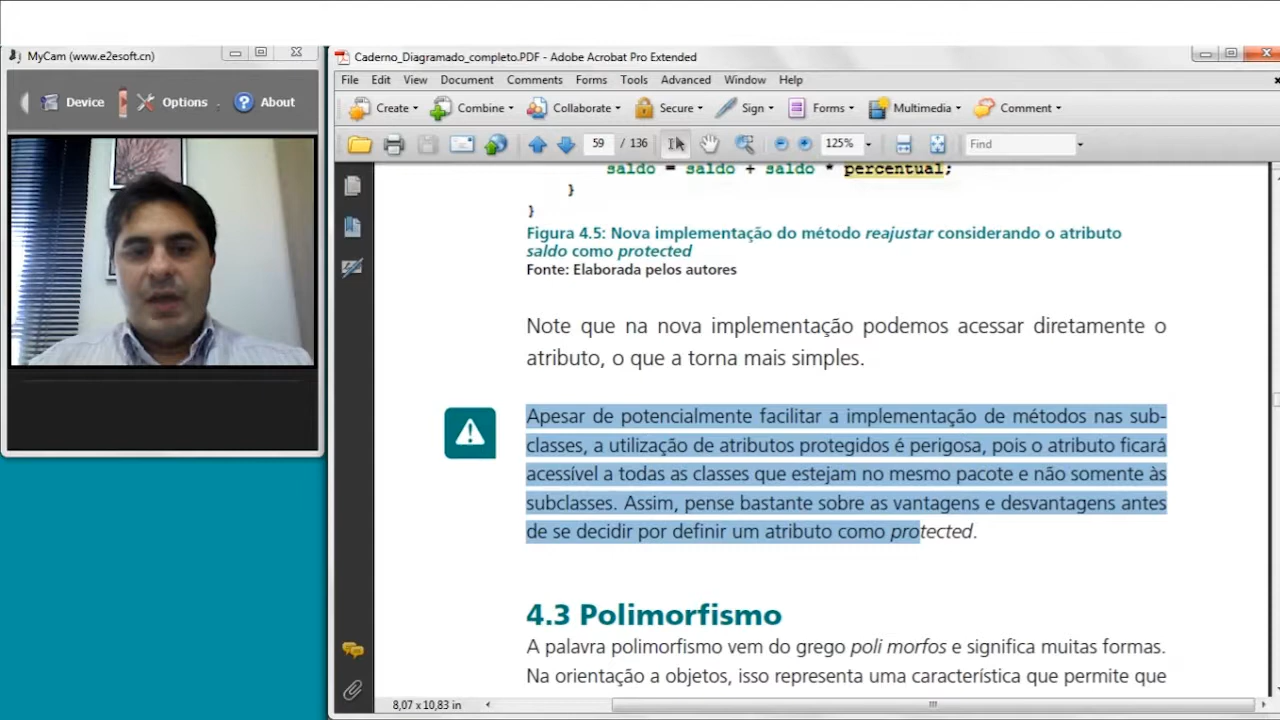 MyCam (www.e2esoft.cn)
Device
Options
About
Caderno_Diagramado_completo.PDF - Adobe Acrobat Pro Extended
File Edit View Document Comments Forms Tools Advanced Window Help
Create Combine Collaborate Secure Sign Forms Multimedia Comment
59 / 136 125% Find
saldo = saldo + saldo * percentual;
}
}
Figura 4.5: Nova implementação do método reajustar considerando o atributo
saldo como protected
Fonte: Elaborada pelos autores
Note que na nova implementação podemos acessar diretamente o
atributo, o que a torna mais simples.
Apesar de potencialmente facilitar a implementação de métodos nas sub-
classes, a utilização de atributos protegidos é perigosa, pois o atributo ficará
acessível a todas as classes que estejam no mesmo pacote e não somente às
subclasses. Assim, pense bastante sobre as vantagens e desvantagens antes
de se decidir por definir um atributo como protected.
4.3 Polimorfismo
A palavra polimorfismo vem do grego poli morfos e significa muitas formas.
Na orientação a objetos, isso representa uma característica que permite que
8,07 x 10,83 in